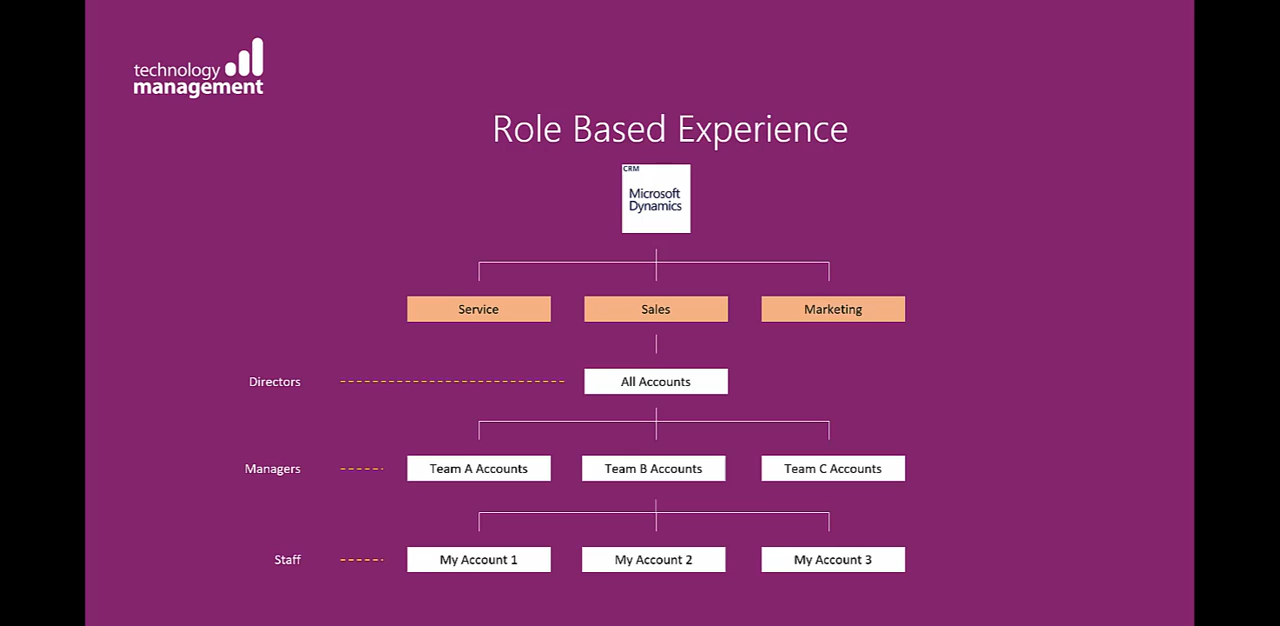 technology
management
Role Based Experience
CRM
Microsoft
Dynamics
Service Sales Marketing
Directors All Accounts
Managers Team A Accounts Team B Accounts Team C Accounts
Staff My Account 1 My Account 2 My Account 3